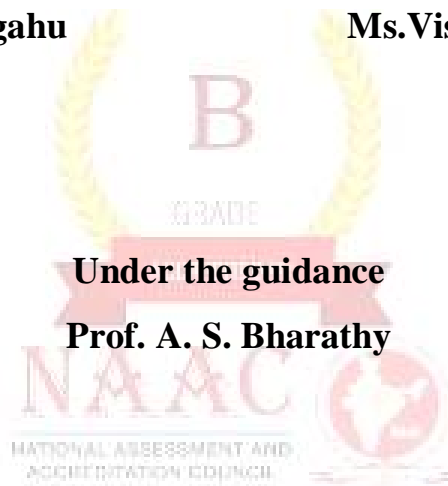 gahu Ms.Vis
B
GRADE
Under the guidance
Prof. A. S. Bharathy
NAAC
NATIONAL ASSESSMENT AND
ACCREDITATION COUNCIL